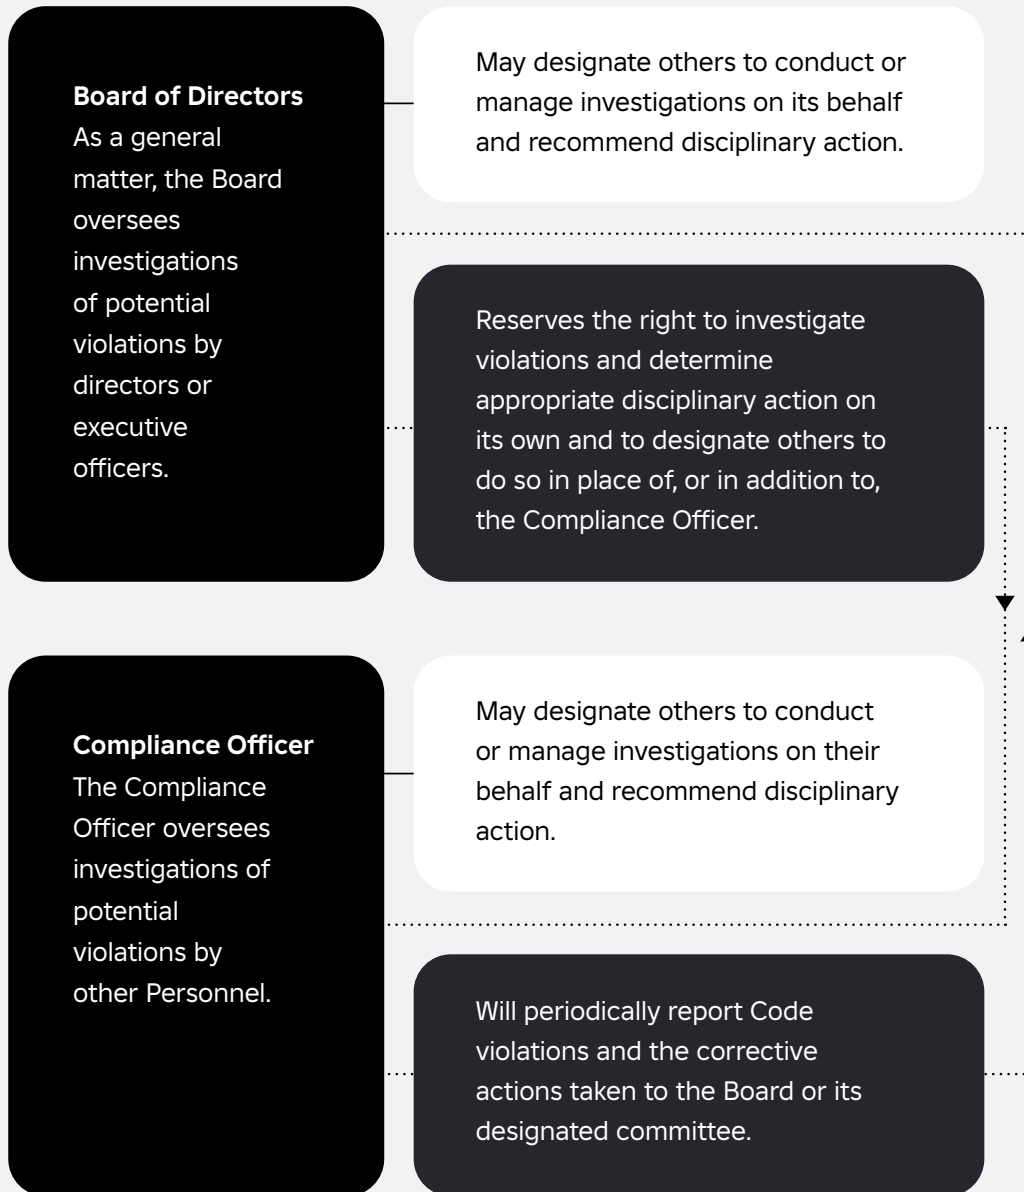 Board of Directors
As a general
matter, the Board
oversees
investigations
of potential
violations by
directors or
executive
officers.
May designate others to conduct or
manage investigations on its behalf
and recommend disciplinary action.
Reserves the right to investigate
violations and determine
appropriate disciplinary action on
its own and to designate others to
do so in place of, or in addition to,
the Compliance Officer.
Compliance Officer
The Compliance
Officer oversees
investigations of
potential
violations by
other Personnel.
May designate others to conduct
or manage investigations on their
behalf and recommend disciplinary
action.
Will periodically report Code
violations and the corrective
actions taken to the Board or its
designated committee.